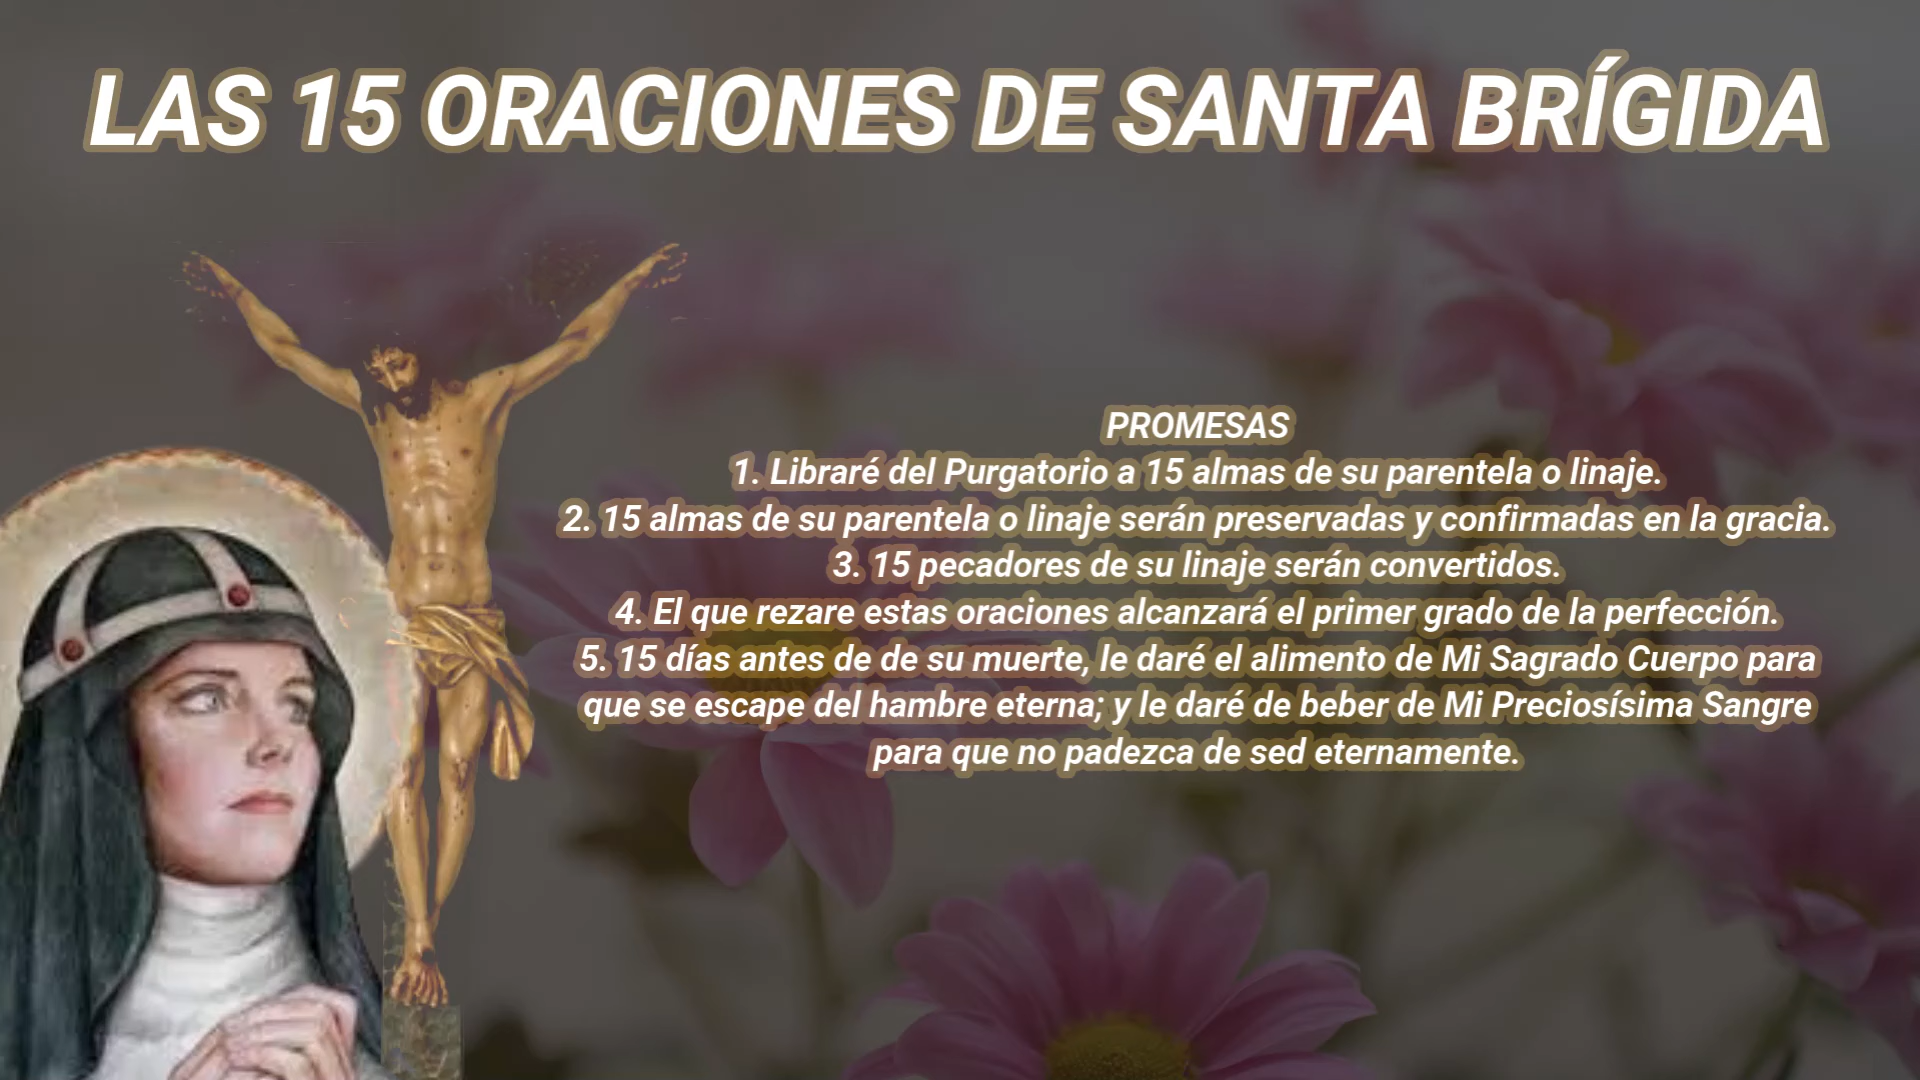 LAS 15 ORACIONES DE SANTA BRÍGIDA
PROMESAS
1. Libraré del Purgatorio a 15 almas de su parentela o linaje.
2. 15 almas de su parentela o linaje serán preservadas y confirmadas en la gracia.
3. 15 pecadores de su linaje serán convertidos.
4. El que rezare estas oraciones alcanzará el primer grado de la perfección.
5. 15 días antes de de su muerte, le daré el alimento de Mi Sagrado Cuerpo para
que se escape del hambre eterna; y le daré de beber de Mi Preciosísima Sangre
para que no padezca de sed eternamente.